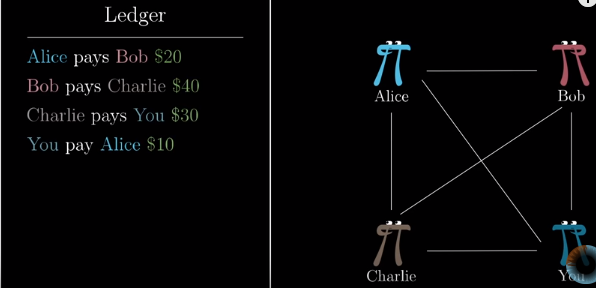 Ledger
Alice pays Bob $20
Bob pays Charlie $40
Charlie pays You $30
You pay Alice $10
Alice
Bob
Charlie
You